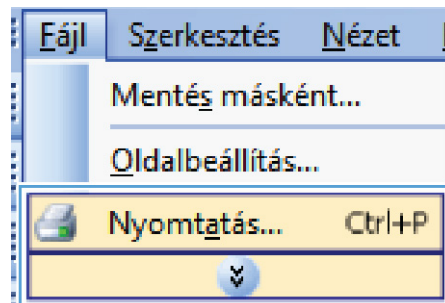 Fájl Szerkesztés Nézet
Mentés másként...
Oldalbeállítás...
Nyomtatás... Ctrl+P